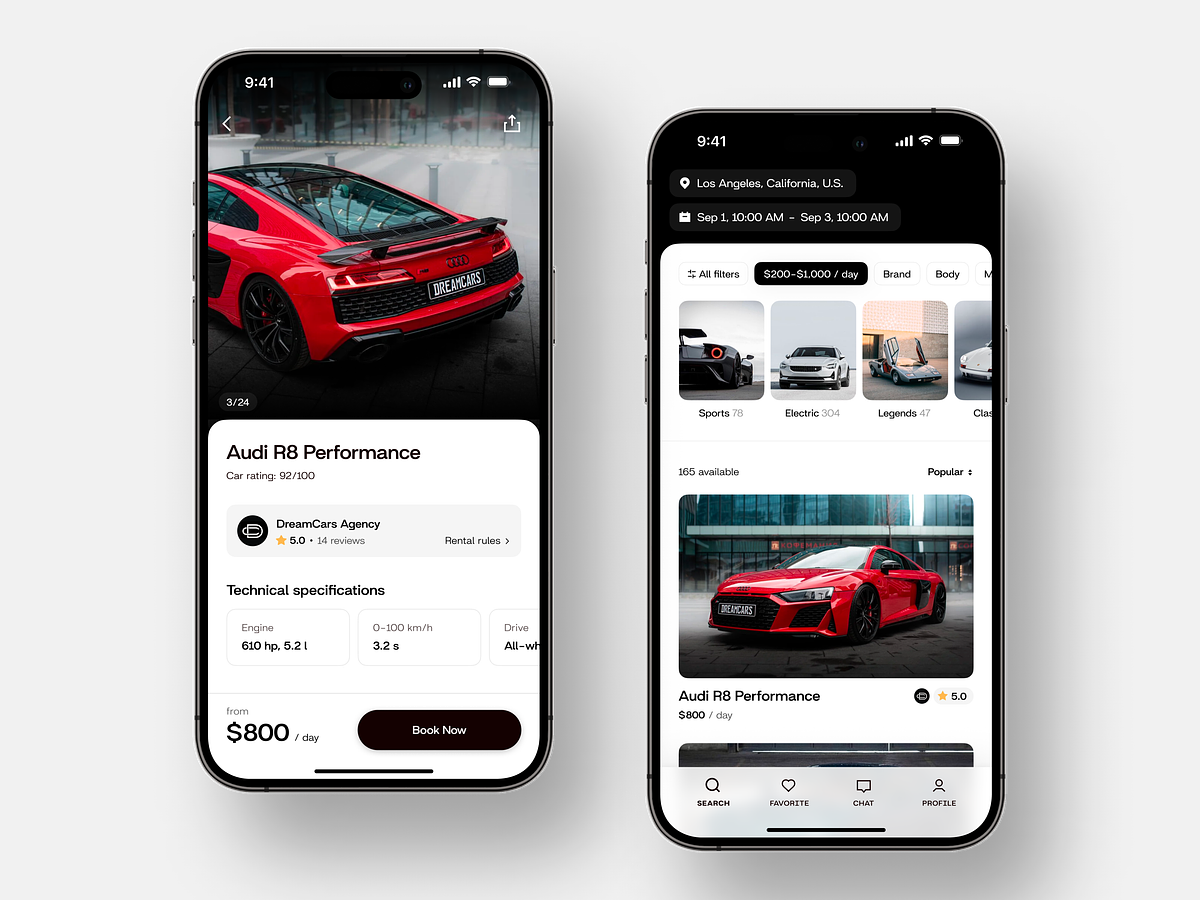 9:41
DREAMCARS
3/24
Audi R8 Performance
Car rating: 92/100
DreamCars Agency
5.0 • 14 reviews
Rental rules
Technical specifications
Engine
610 hp, 5.2 l
0–100 km/h
3.2 s
Drive
All-wh
from
$800 / day
Book Now
9:41
Los Angeles, California, U.S.
Sep 1, 10:00 AM – Sep 3, 10:00 AM
All filters
$200–$1,000 / day
Brand
Body
M
Sports 78
Electric 304
Legends 47
Clas
165 available
Popular
КОФЕМАНИЯ
DREAMCARS
Audi R8 Performance
5.0
$800 / day
SEARCH
FAVORITE
CHAT
PROFILE